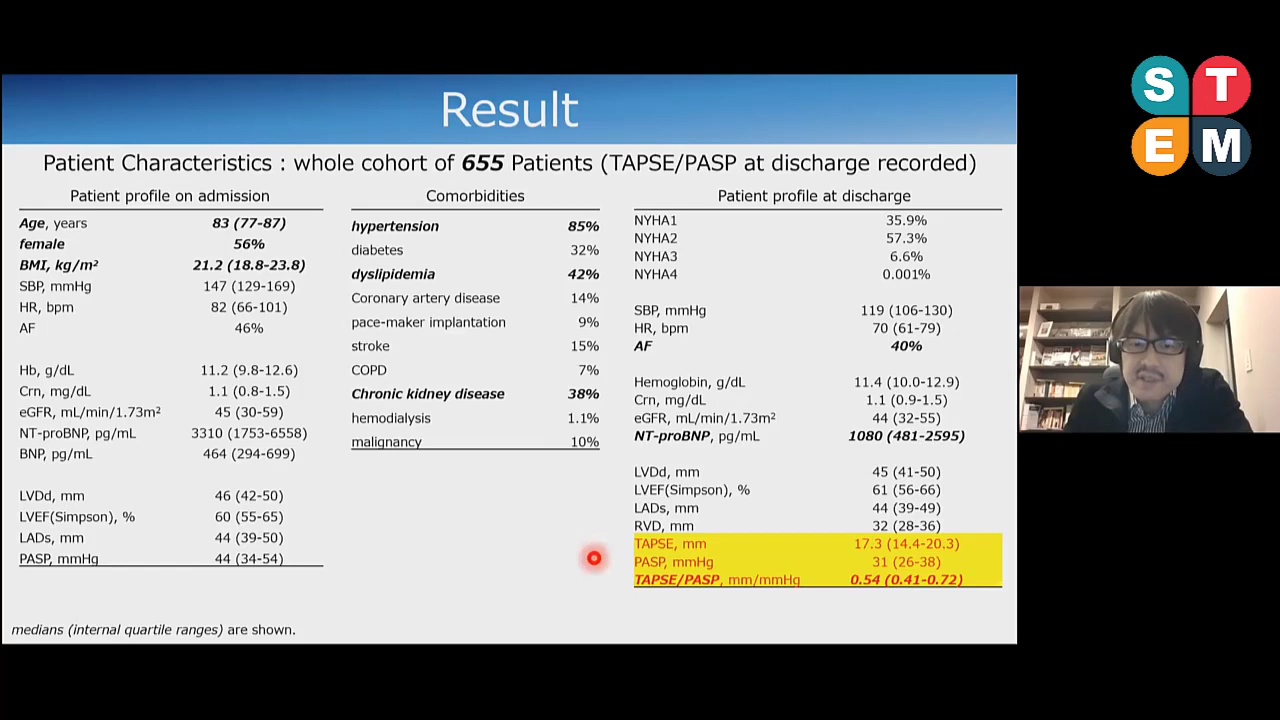 Result
Patient Characteristics : whole cohort of 655 Patients (TAPSE/PASP at discharge recorded)
Patient profile on admission
Age, years 83 (77-87)
female 56%
BMI, kg/m² 21.2 (18.8-23.8)
SBP, mmHg 147 (129-169)
HR, bpm 82 (66-101)
AF 46%
Hb, g/dL 11.2 (9.8-12.6)
Crn, mg/dL 1.1 (0.8-1.5)
eGFR, mL/min/1.73m² 45 (30-59)
NT-proBNP, pg/mL 3310 (1753-6558)
BNP, pg/mL 464 (294-699)
LVDd, mm 46 (42-50)
LVEF(Simpson), % 60 (55-65)
LADs, mm 44 (39-50)
PASP, mmHg 44 (34-54)
Comorbidities
hypertension 85%
diabetes 32%
dyslipidemia 42%
Coronary artery disease 14%
pace-maker implantation 9%
stroke 15%
COPD 7%
Chronic kidney disease 38%
hemodialysis 1.1%
malignancy 10%
Patient profile at discharge
NYHA1 35.9%
NYHA2 57.3%
NYHA3 6.6%
NYHA4 0.001%
SBP, mmHg 119 (106-130)
HR, bpm 70 (61-79)
AF 40%
Hemoglobin, g/dL 11.4 (10.0-12.9)
Crn, mg/dL 1.1 (0.9-1.5)
eGFR, mL/min/1.73m² 44 (32-55)
NT-proBNP, pg/mL 1080 (481-2595)
LVDd, mm 45 (41-50)
LVEF(Simpson), % 61 (56-66)
LADs, mm 44 (39-49)
RVD, mm 32 (28-36)
TAPSE, mm 17.3 (14.4-20.3)
PASP, mmHg 31 (26-38)
TAPSE/PASP, mm/mmHg 0.54 (0.41-0.72)
medians (internal quartile ranges) are shown.
S T
E M